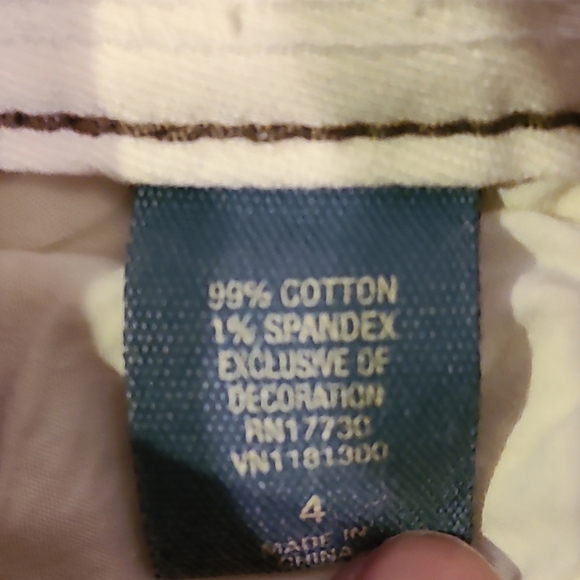 99% COTTON
1% SPANDEX
EXCLUSIVE OF
DECORATION
RN17730
VN1181300
4
MADE IN
CHINA